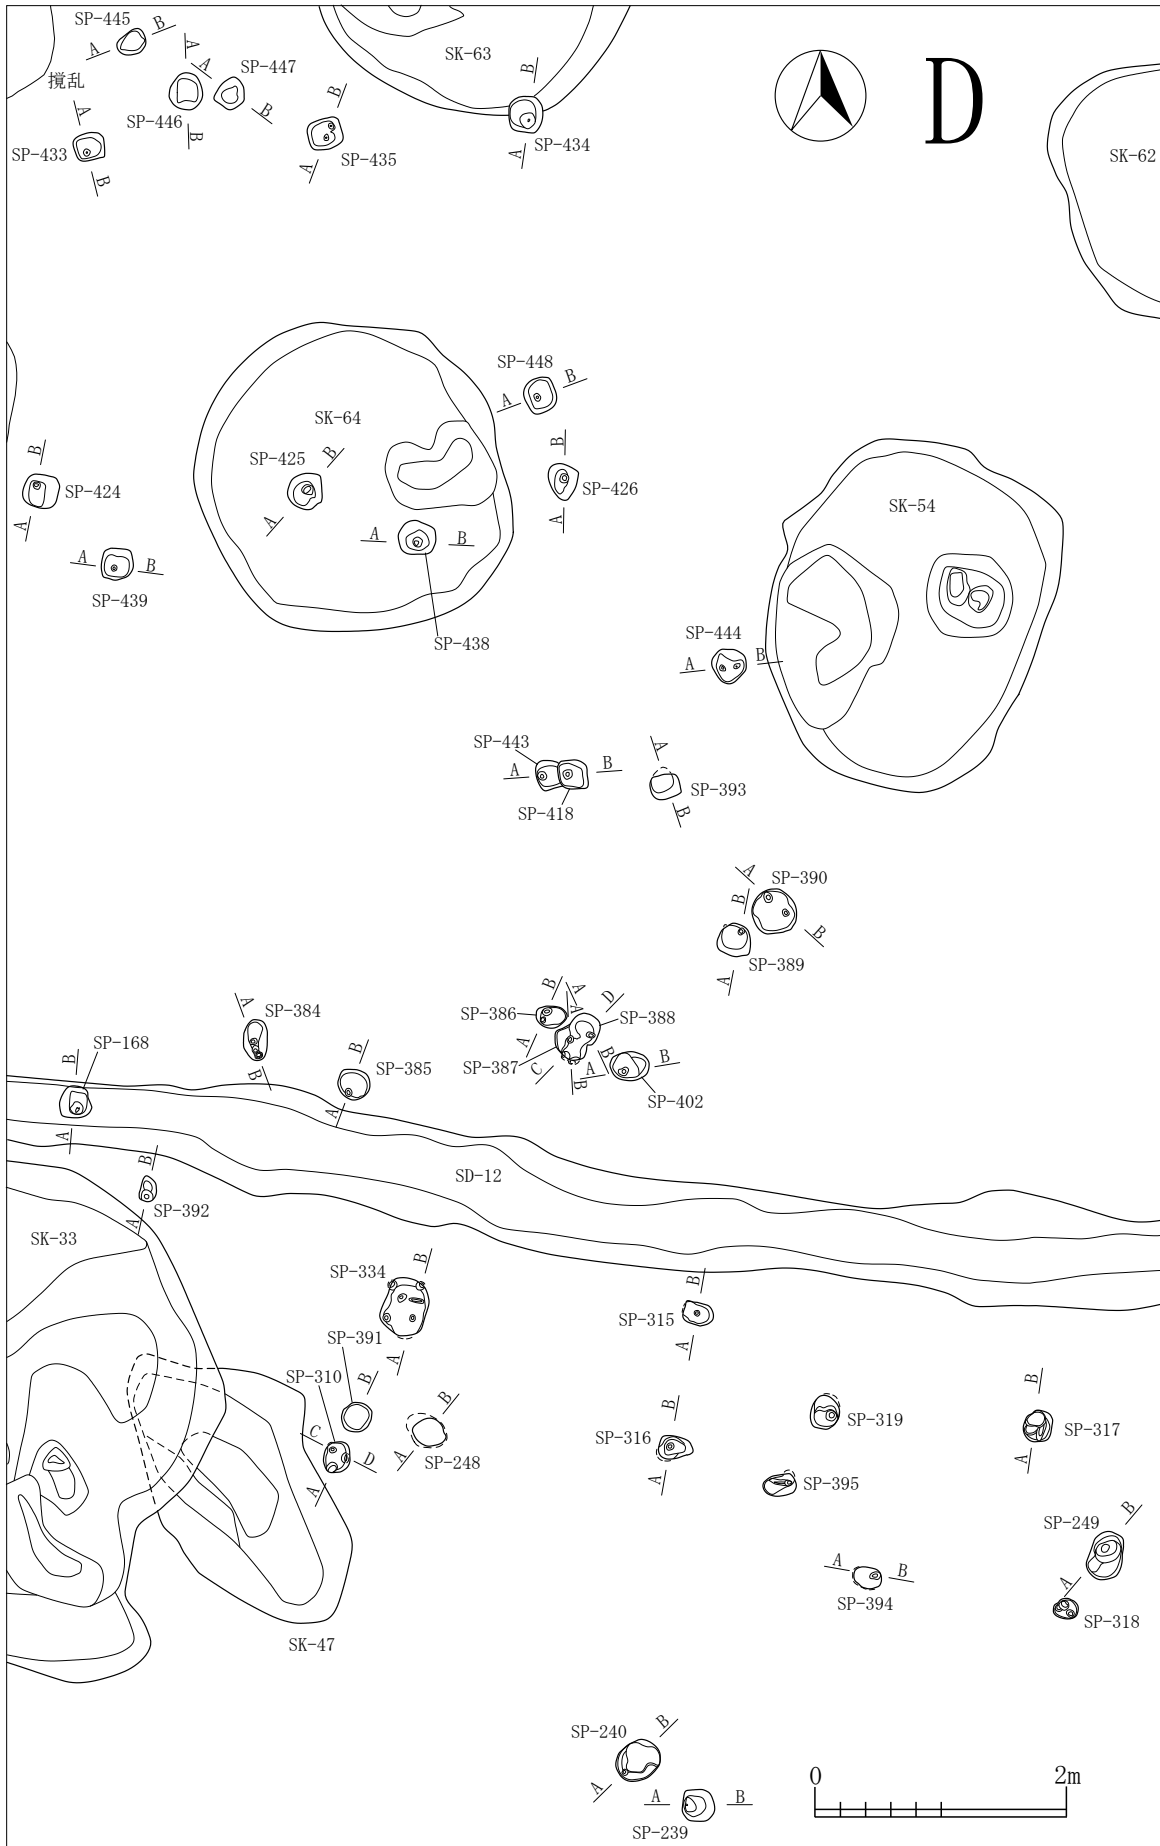 SP-445
B
A
A
A
B
SP-447
SK-63
B
D
撹乱
A
SP-446
B
SP-433
B
B
SP-435
A
SP-434
A
SK-62
SP-448
B
A
SK-64
B
SP-425
B
A
SP-426
A
B
SP-424
A
A
B
SP-439
A
B
SP-438
SK-54
SP-444
A
B
SP-443
A
B
SP-418
A
SP-393
B
A
SP-390
B
B
SP-389
A
A
SP-384
B
B
A
A
D
SP-386
SP-388
A
SP-387
C
B
A
B
B
SP-402
SP-168
B
B
SP-385
A
A
B
SP-392
A
SD-12
SK-33
SP-334
B
A
SP-391
SP-310
B
C
D
A
B
A
SP-248
B
SP-315
A
B
SP-316
A
SP-319
B
SP-317
A
SP-395
SP-249
B
A
A
B
SP-394
SP-318
SK-47
SP-240
B
A
A
B
SP-239
0
2m